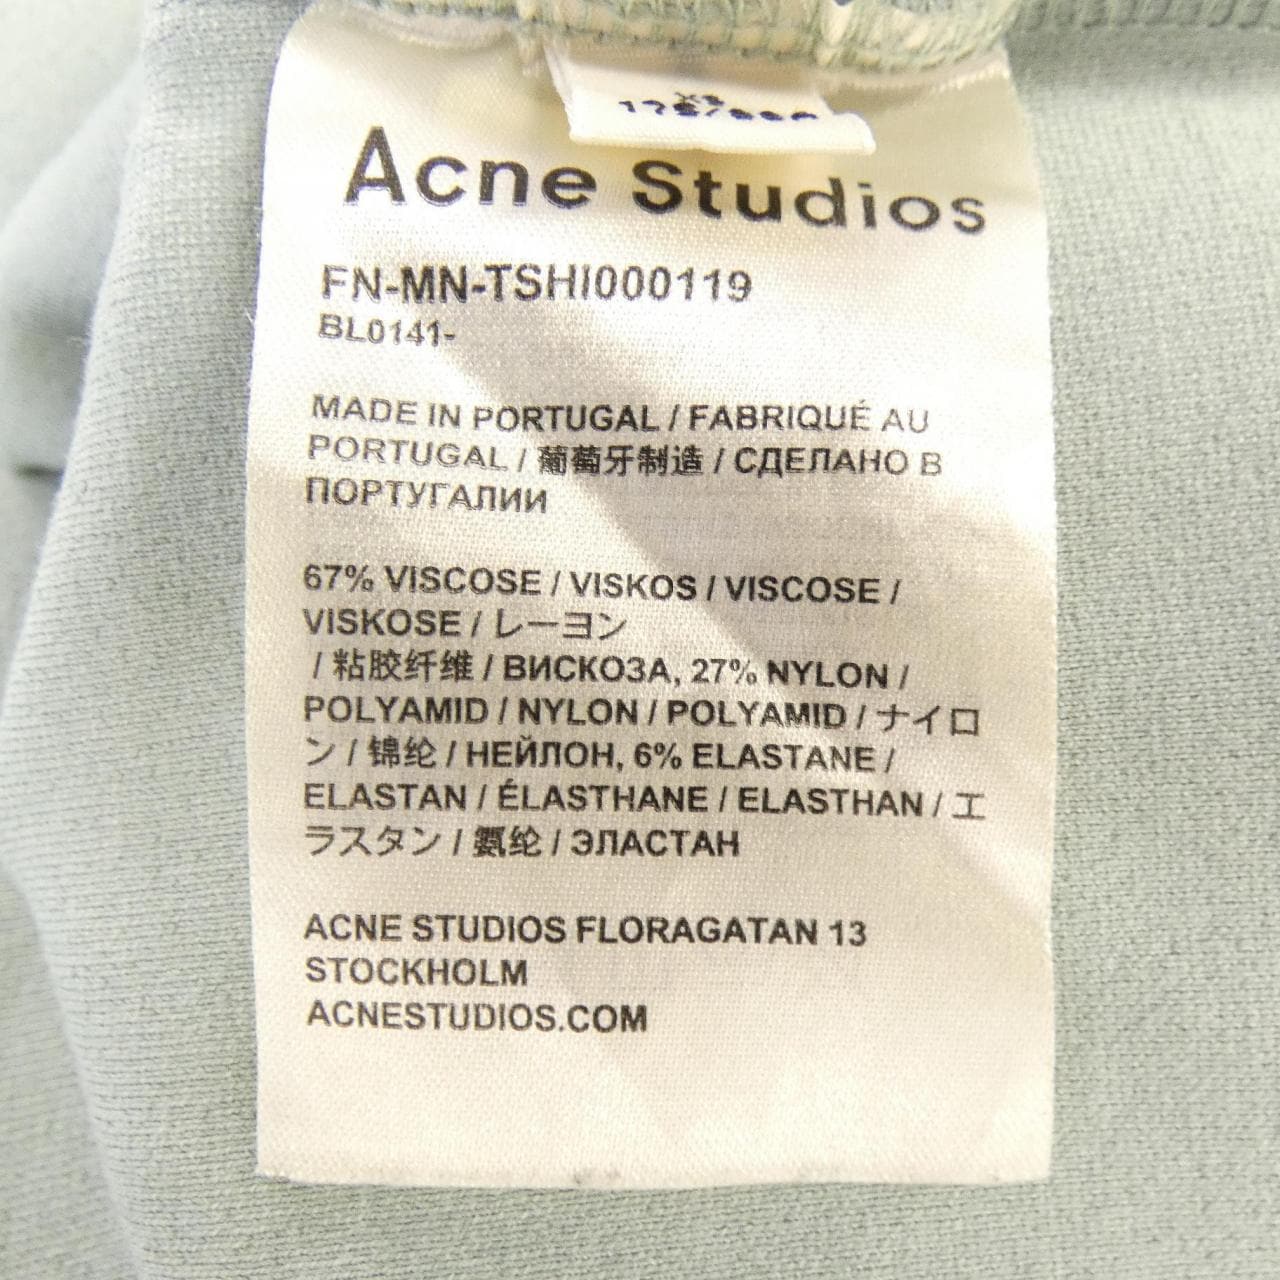 XS
Acne Studios
FN-MN-TSHI000119
BL0141-
MADE IN PORTUGAL / FABRIQUÉ AU
PORTUGAL / 葡萄牙制造 / СДЕЛАНО В
ПОРТУГАЛИИ
67% VISCOSE / VISKOS / VISCOSE /
VISKOSE / レーヨン
/ 粘胶纤维 / ВИСКОЗА, 27% NYLON /
POLYAMID / NYLON / POLYAMID / ナイロ
ン / 锦纶 / НЕЙЛОН, 6% ELASTANE /
ELASTAN / ÉLASTHANE / ELASTHAN / エ
ラスタン / 氨纶 / ЭЛАСТАН
ACNE STUDIOS FLORAGATAN 13
STOCKHOLM
ACNESTUDIOS.COM